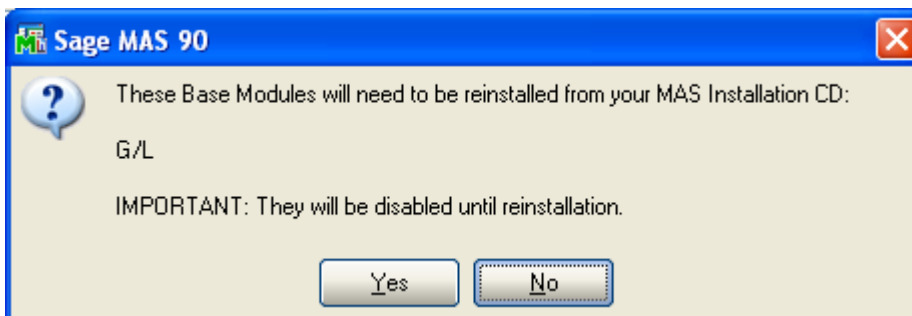 Sage MAS 90
These Base Modules will need to be reinstalled from your MAS Installation CD:
G/L
IMPORTANT: They will be disabled until reinstallation.
Yes
No